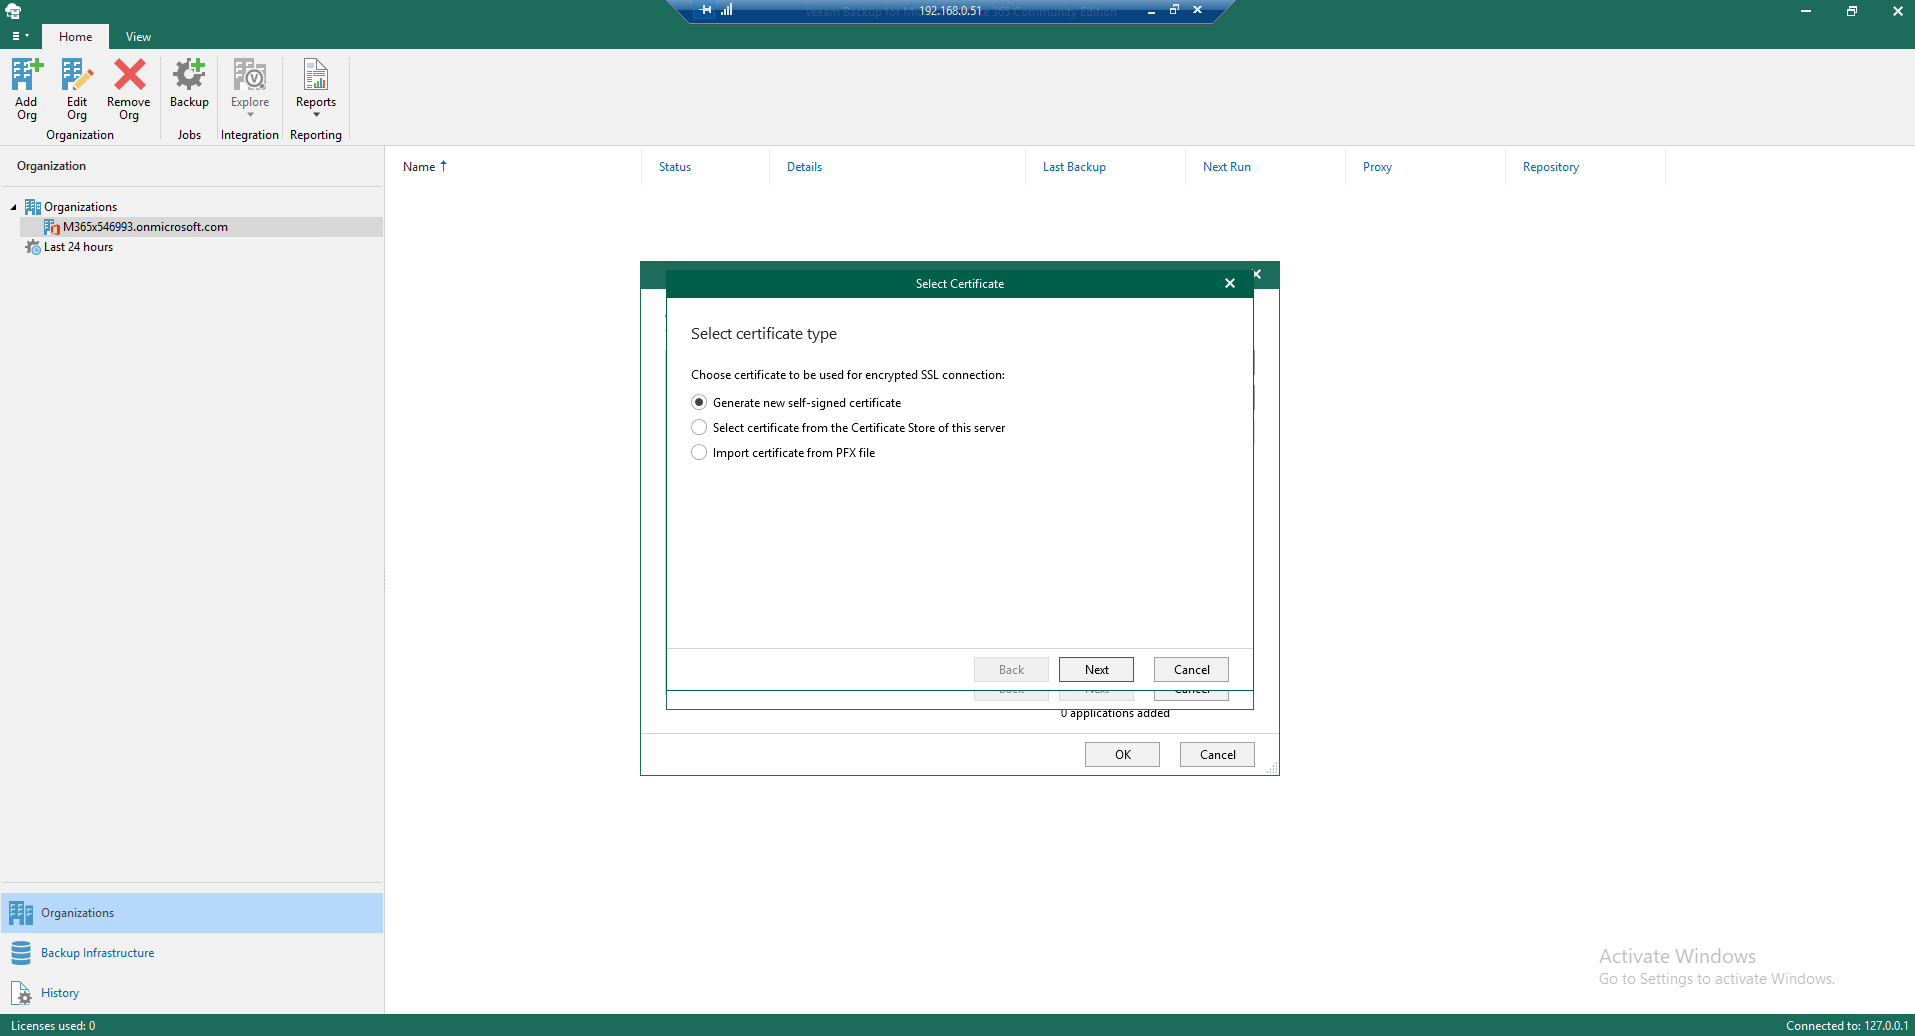 Veeam Backup for Mi 192.168.0.51 e 365 Community Edition
Home View
Add Org
Edit Org
Remove Org
Backup
Explore
Reports
Organization
Jobs
Integration
Reporting
Organization
Name Status Details Last Backup Next Run Proxy Repository
Organizations
M365x546993.onmicrosoft.com
Last 24 hours
Select Certificate
Select certificate type
Choose certificate to be used for encrypted SSL connection:
Generate new self-signed certificate
Select certificate from the Certificate Store of this server
Import certificate from PFX file
Back Next Cancel
Back Next Cancel
0 applications added
OK Cancel
Organizations
Backup Infrastructure
History
Activate Windows
Go to Settings to activate Windows.
Licenses used: 0
Connected to: 127.0.0.1